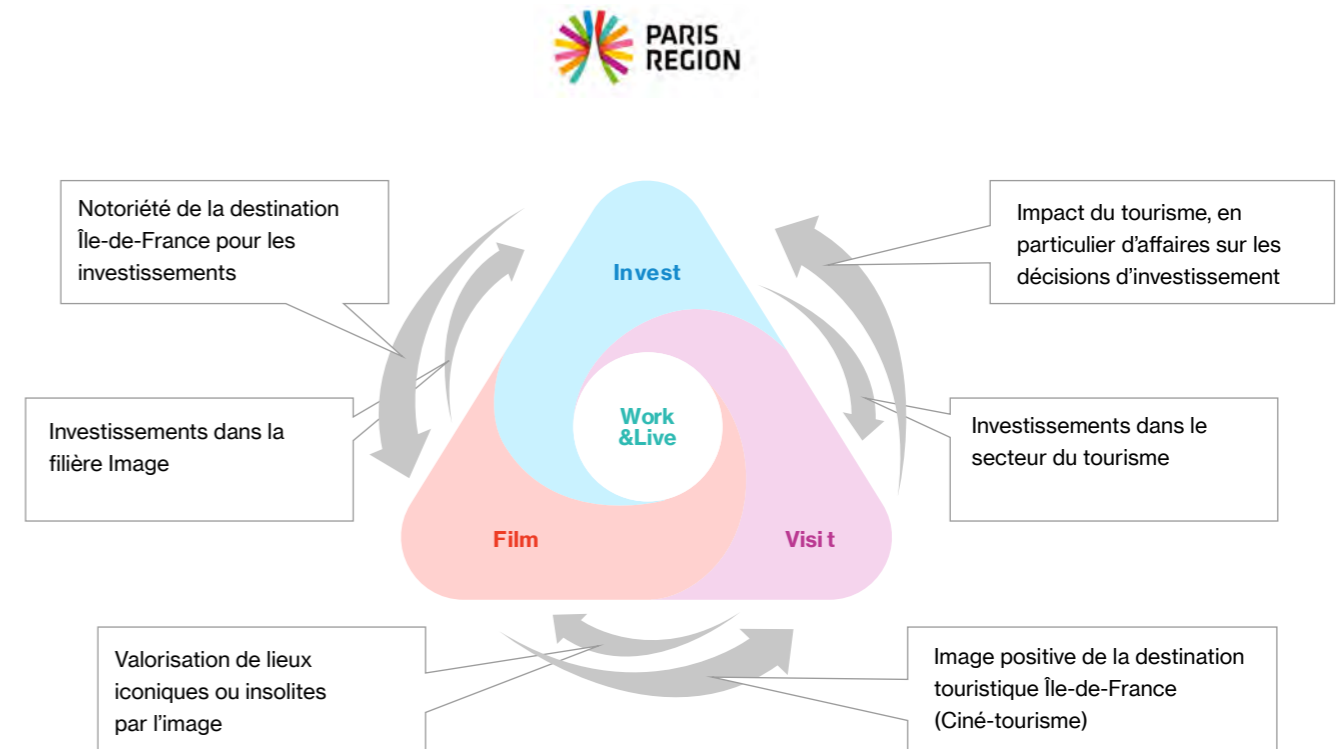 PARIS
REGION
Notoriété de la destination
Île-de-France pour les
investissements
Impact du tourisme, en
particulier d’affaires sur les
décisions d’investissement
Invest
Investissements dans la
filière Image
Work
&Live
Investissements dans le
secteur du tourisme
Film
Visi t
Valorisation de lieux
iconiques ou insolites
par l’image
Image positive de la destination
touristique Île-de-France
(Ciné-tourisme)